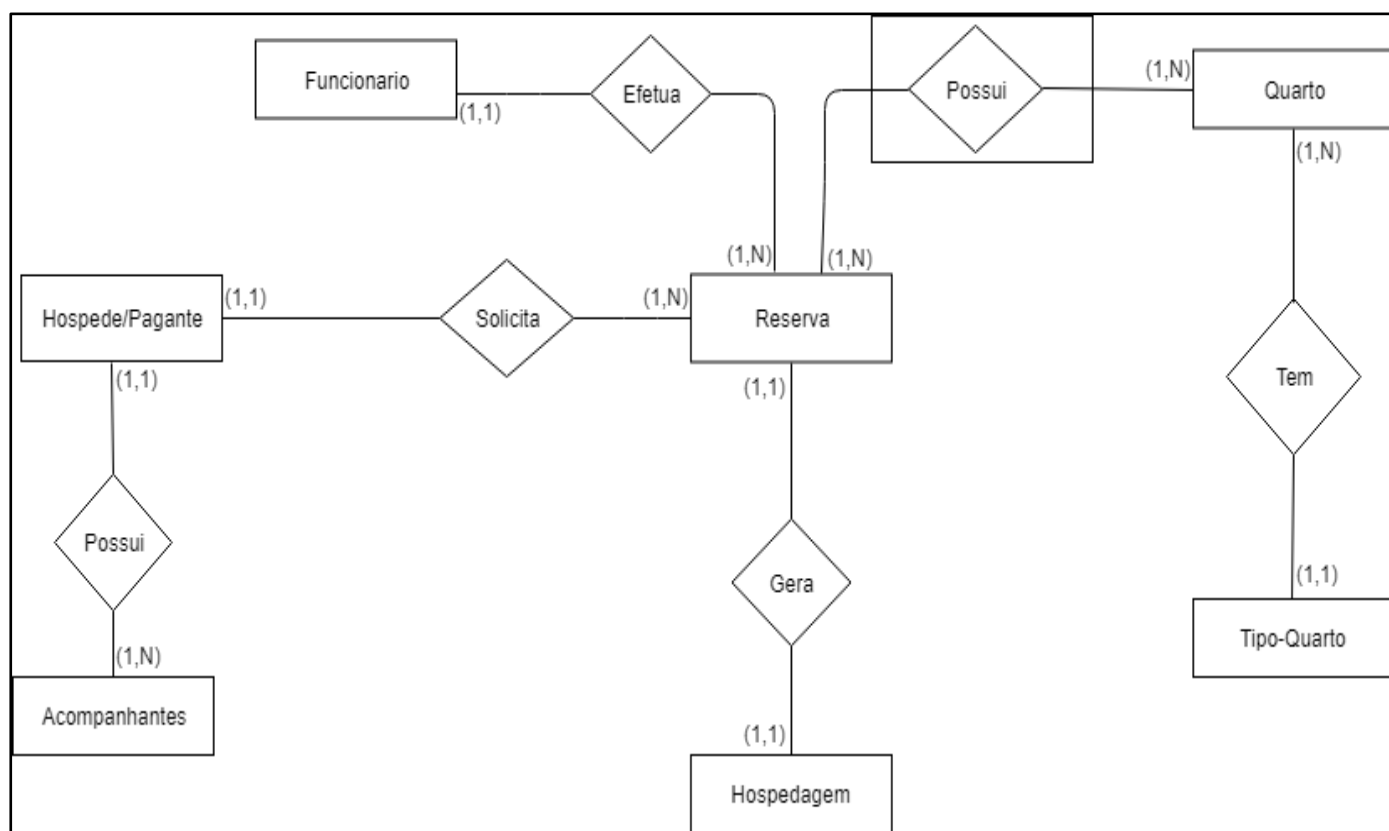 Funcionario
(1,1)
Efetua
Possui
(1,N)
Quarto
(1,N)
(1,N)
(1,N)
Hospede/Pagante
(1,1)
Solicita
(1,N)
Reserva
(1,1)
(1,1)
Tem
Possui
Gera
(1,1)
(1,N)
Tipo-Quarto
Acompanhantes
(1,1)
Hospedagem